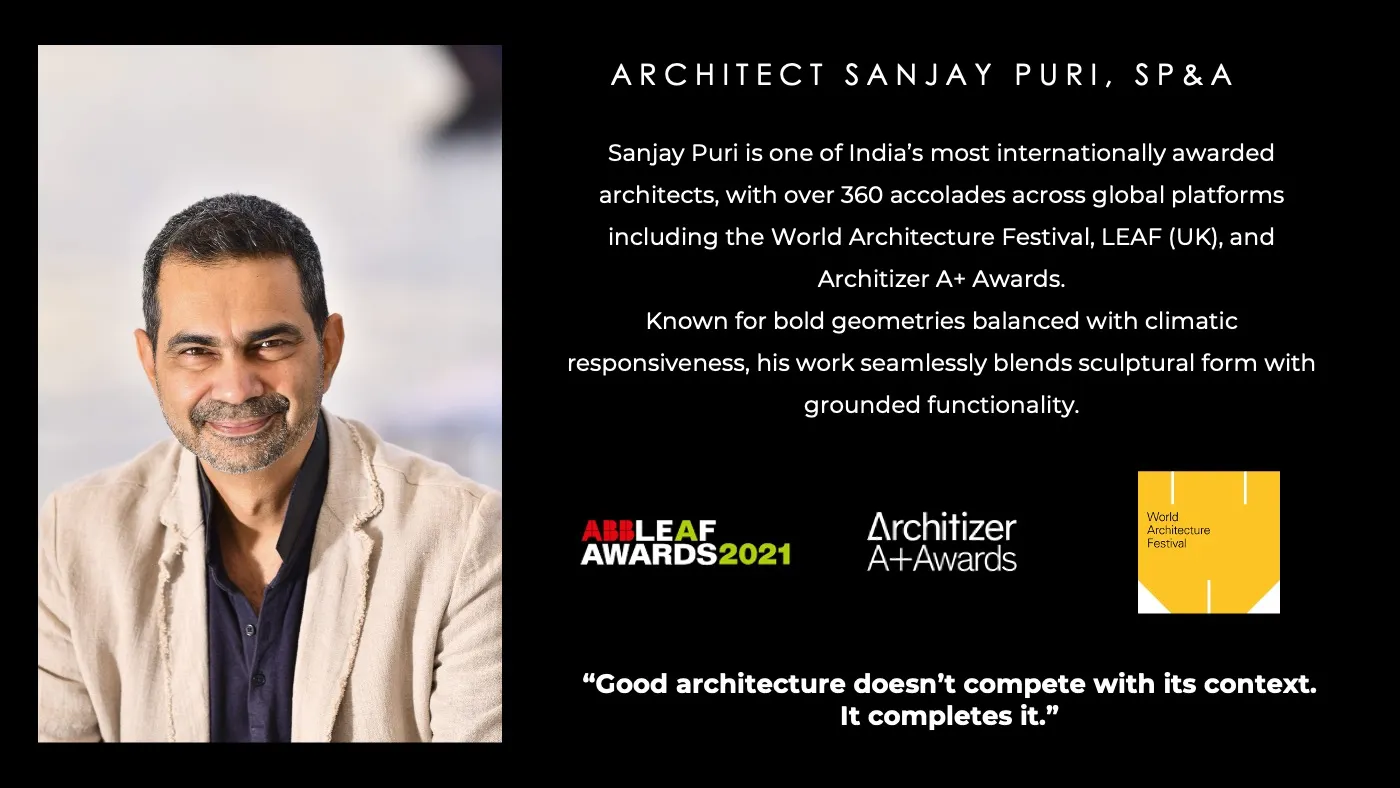 ARCHITECT SANJAY PURI, SP&A
Sanjay Puri is one of India’s most internationally awarded
architects, with over 360 accolades across global platforms
including the World Architecture Festival, LEAF (UK), and
Architizer A+ Awards.
Known for bold geometries balanced with climatic
responsiveness, his work seamlessly blends sculptural form with
grounded functionality.
ABBLEAF
AWARDS2021
Architizer
A+Awards
World
Architecture
Festival
“Good architecture doesn’t compete with its context.
It completes it.”